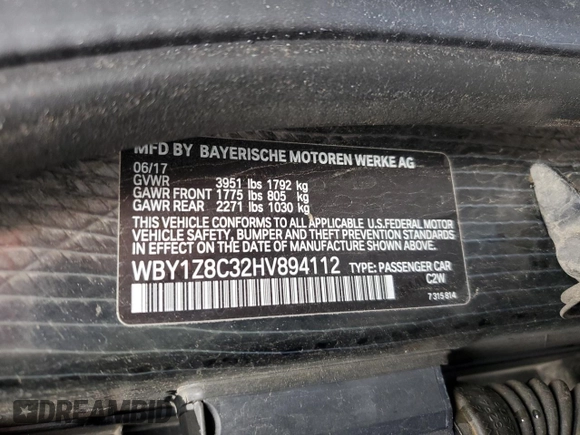 MFD BY BAYERISCHE MOTOREN WERKE AG
06/17
GVWR 3951 lbs 1792 kg
GAWR FRONT 1775 lbs 805 kg
GAWR REAR 2271 lbs 1030 kg
THIS VEHICLE CONFORMS TO ALL APPLICABLE U.S.FEDERAL MOTOR
VEHICLE SAFETY, BUMPER AND THEFT PREVENTION STANDARDS
IN EFFECT ON THE DATE OF MANUFACTURE SHOWN ABOVE.
WBY1Z8C32HV894112 TYPE: PASSENGER CAR
C2W
7 315 814
DREAMBID